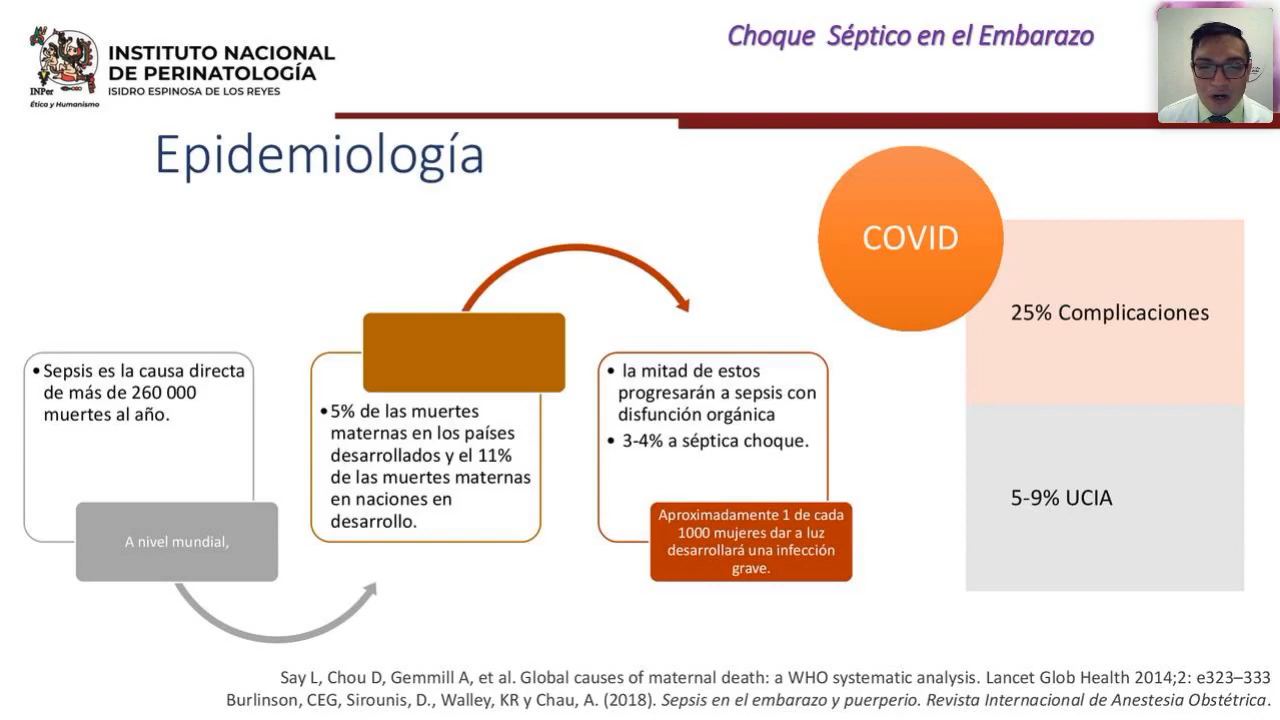 INSTITUTO NACIONAL
DE PERINATOLOGÍA
ISIDRO ESPINOSA DE LOS REYES
INPer
Ética y Humanismo
Choque Séptico en el Embarazo
Epidemiología
• Sepsis es la causa directa
de más de 260 000
muertes al año.
A nivel mundial,
• 5% de las muertes
maternas en los países
desarrollados y el 11%
de las muertes maternas
en naciones en
desarrollo.
• la mitad de estos
progresarán a sepsis con
disfunción orgánica
• 3-4% a séptica choque.
Aproximadamente 1 de cada
1000 mujeres dar a luz
desarrollará una infección
grave.
COVID
25% Complicaciones
5-9% UCIA
Say L, Chou D, Gemmill A, et al. Global causes of maternal death: a WHO systematic analysis. Lancet Glob Health 2014;2: e323–333
Burlinson, CEG, Sirounis, D., Walley, KR y Chau, A. (2018). Sepsis en el embarazo y puerperio. Revista Internacional de Anestesia Obstétrica.